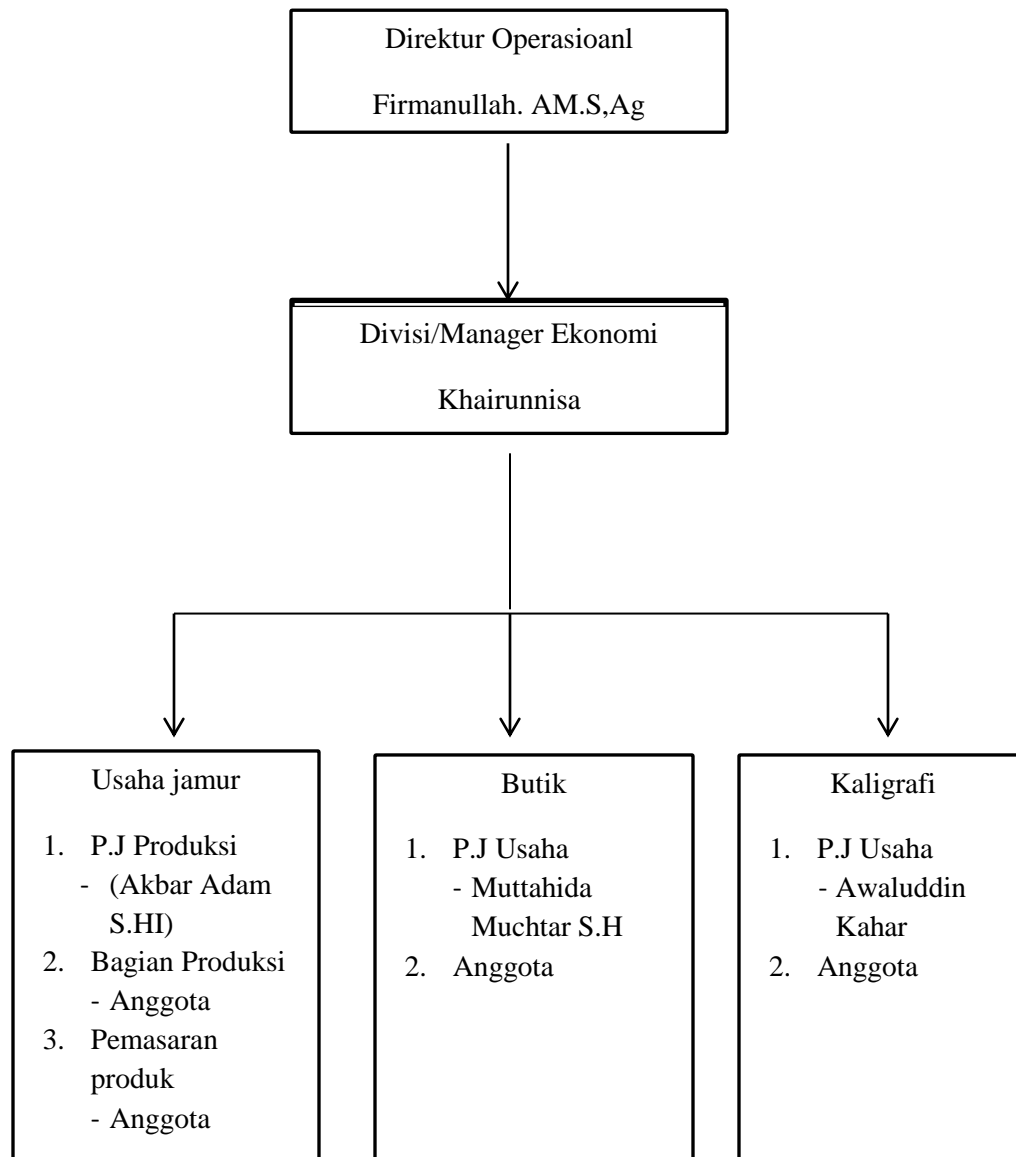 Direktur Operasioanl
Firmanullah. AM.S,Ag
Divisi/Manager Ekonomi
Khairunnisa
Usaha jamur
1. P.J Produksi
- (Akbar Adam
S.HI)
2. Bagian Produksi
- Anggota
3. Pemasaran
produk
- Anggota
Butik
1. P.J Usaha
- Muttahida
Muchtar S.H
2. Anggota
Kaligrafi
1. P.J Usaha
- Awaluddin
Kahar
2. Anggota